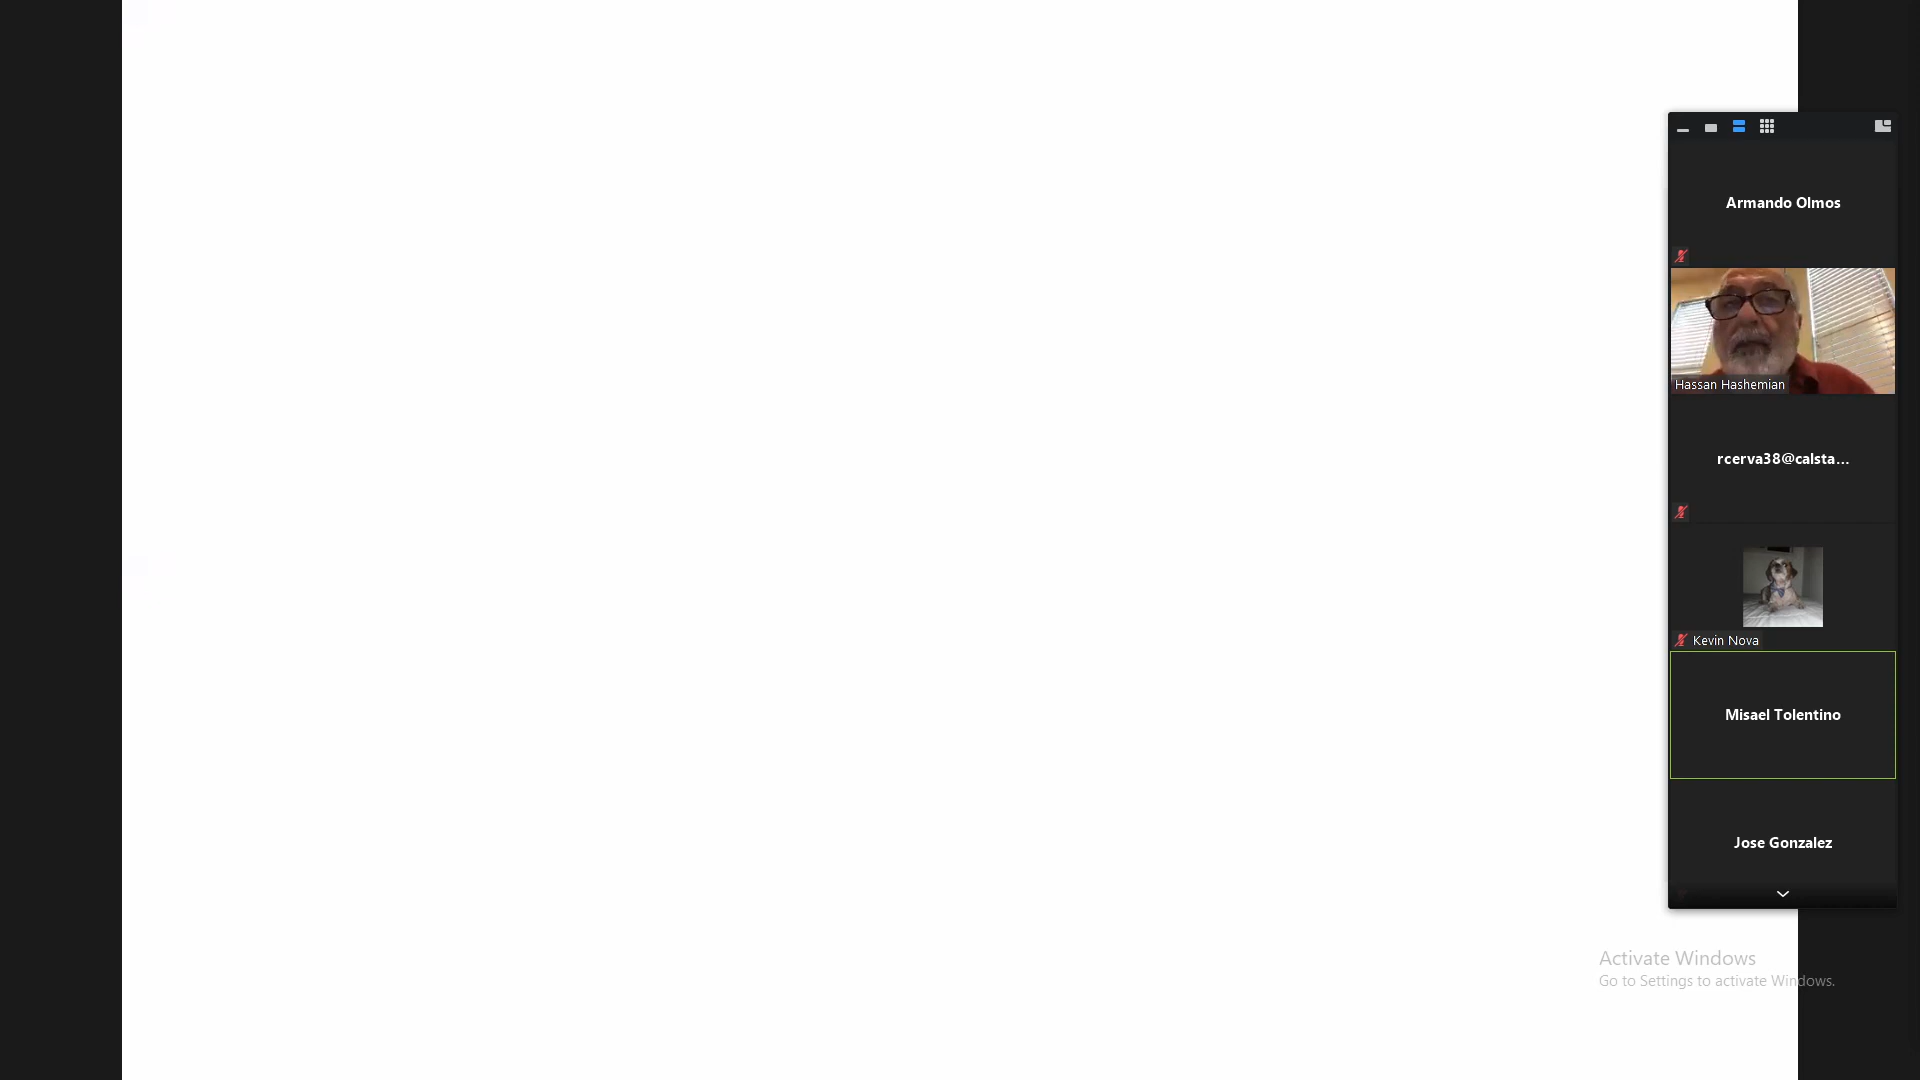 Armando Olmos
Hassan Hashemian
rcerva38@calsta...
Kevin Nova
Misael Tolentino
Jose Gonzalez
Activate Windows
Go to Settings to activate Windows.